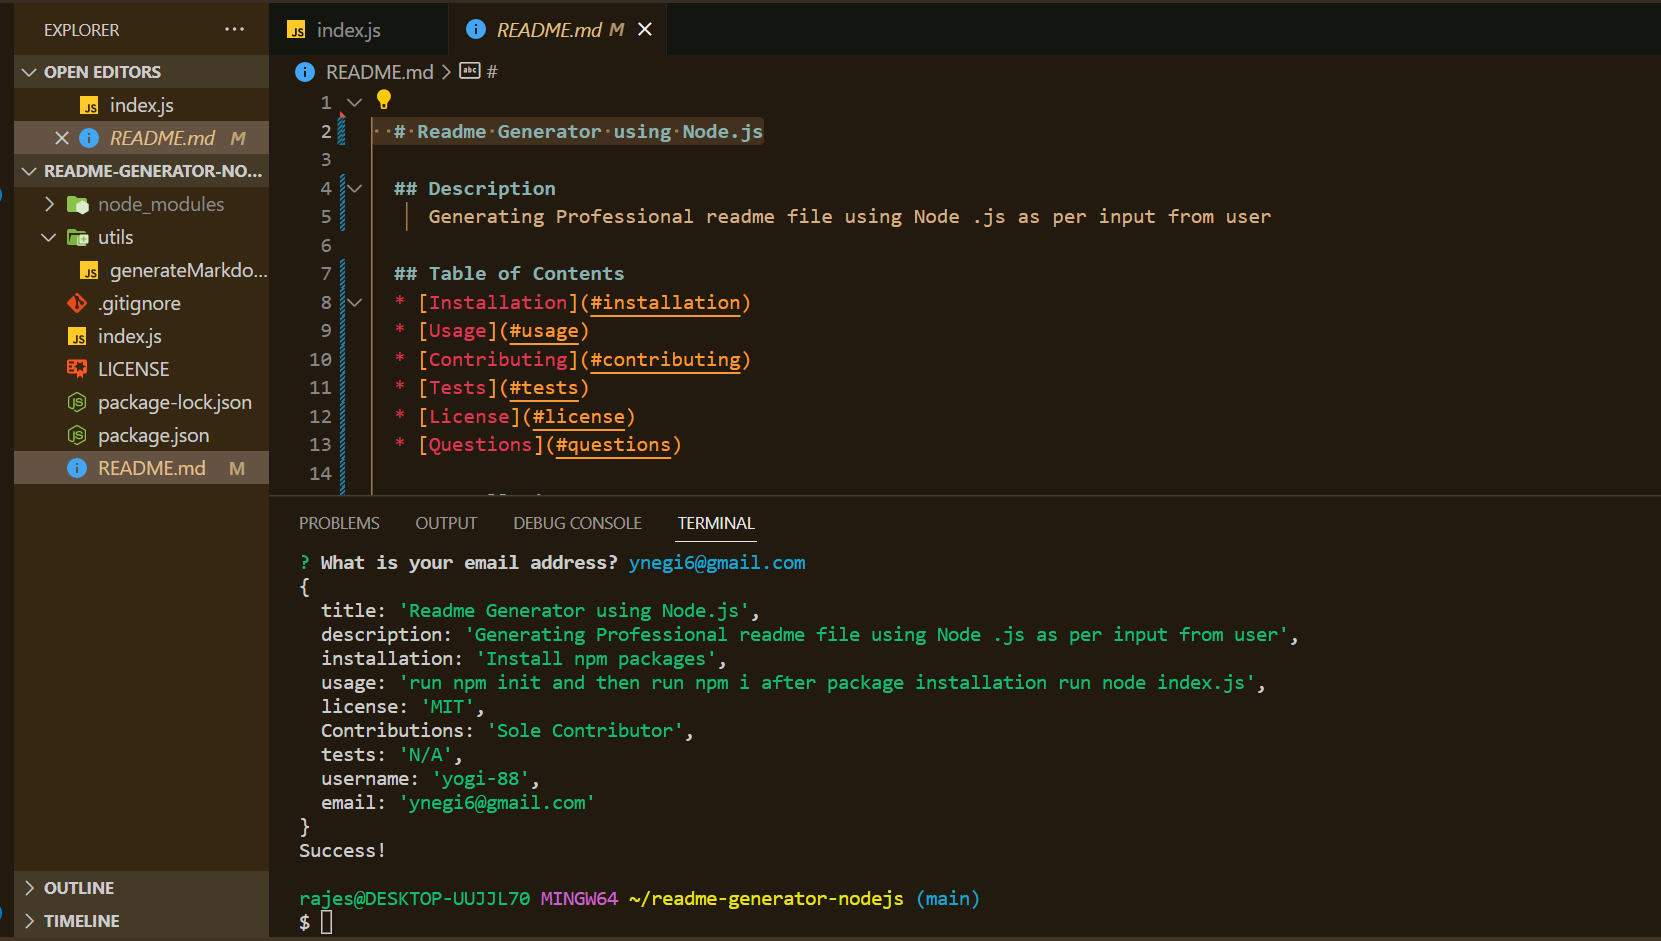 EXPLORER ...
OPEN EDITORS
index.js
README.md M
README-GENERATOR-NO...
node_modules
utils
generateMarkdo...
.gitignore
index.js
LICENSE
package-lock.json
package.json
README.md M
OUTLINE
TIMELINE
index.js README.md M
README.md > #
1
2 # Readme Generator using Node.js
3
4 ## Description
5 Generating Professional readme file using Node .js as per input from user
6
7 ## Table of Contents
8 * [Installation](#installation)
9 * [Usage](#usage)
10 * [Contributing](#contributing)
11 * [Tests](#tests)
12 * [License](#license)
13 * [Questions](#questions)
14
PROBLEMS OUTPUT DEBUG CONSOLE TERMINAL
? What is your email address? ynegi6@gmail.com
{
title: 'Readme Generator using Node.js',
description: 'Generating Professional readme file using Node .js as per input from user',
installation: 'Install npm packages',
usage: 'run npm init and then run npm i after package installation run node index.js',
license: 'MIT',
Contributions: 'Sole Contributor',
tests: 'N/A',
username: 'yogi-88',
email: 'ynegi6@gmail.com'
}
Success!
rajes@DESKTOP-UUJJL70 MINGW64 ~/readme-generator-nodejs (main)
$